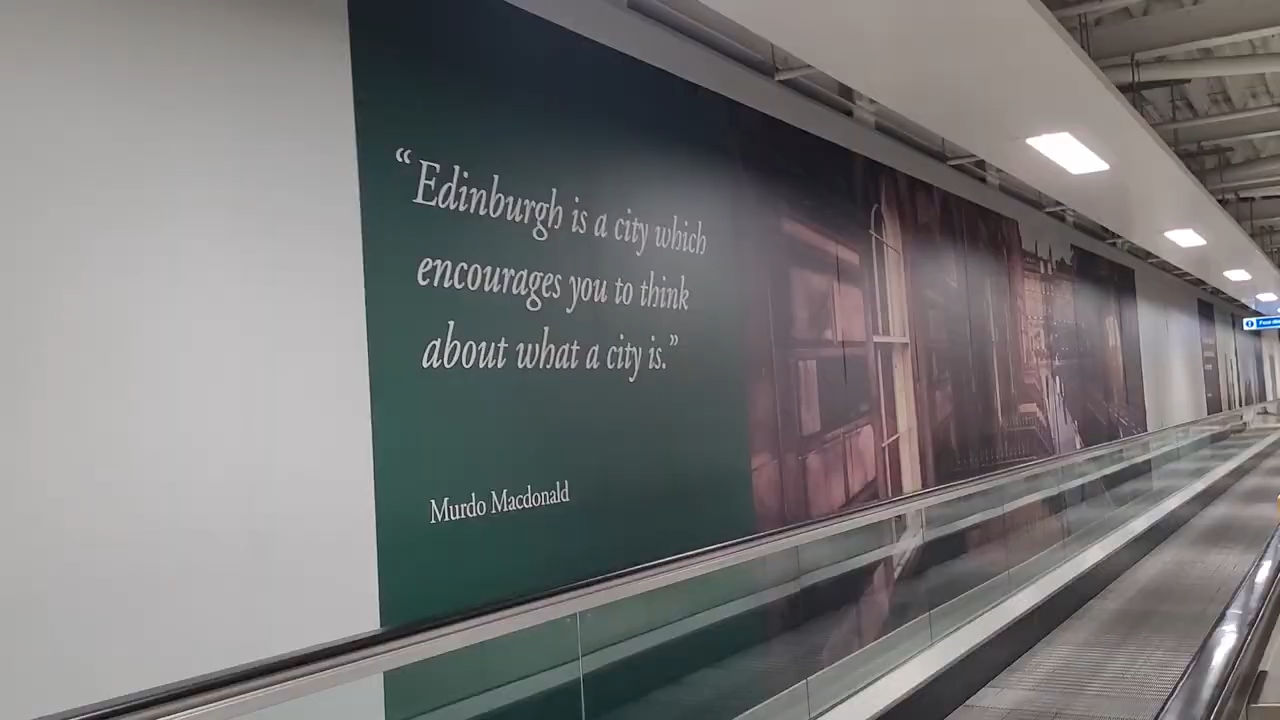 “Edinburgh is a city which
encourages you to think
about what a city is.”
Murdo Macdonald